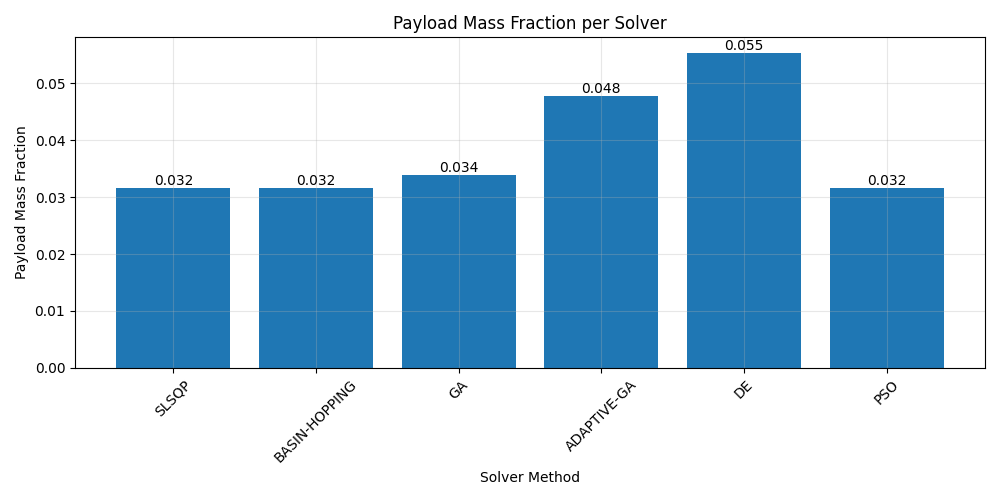 Payload Mass Fraction per Solver
Payload Mass Fraction
0.05
0.04
0.03
0.02
0.01
0.00
0.032
0.032
0.034
0.048
0.055
0.032
SLSQP
BASIN-HOPPING
GA
ADAPTIVE-GA
DE
PSO
Solver Method